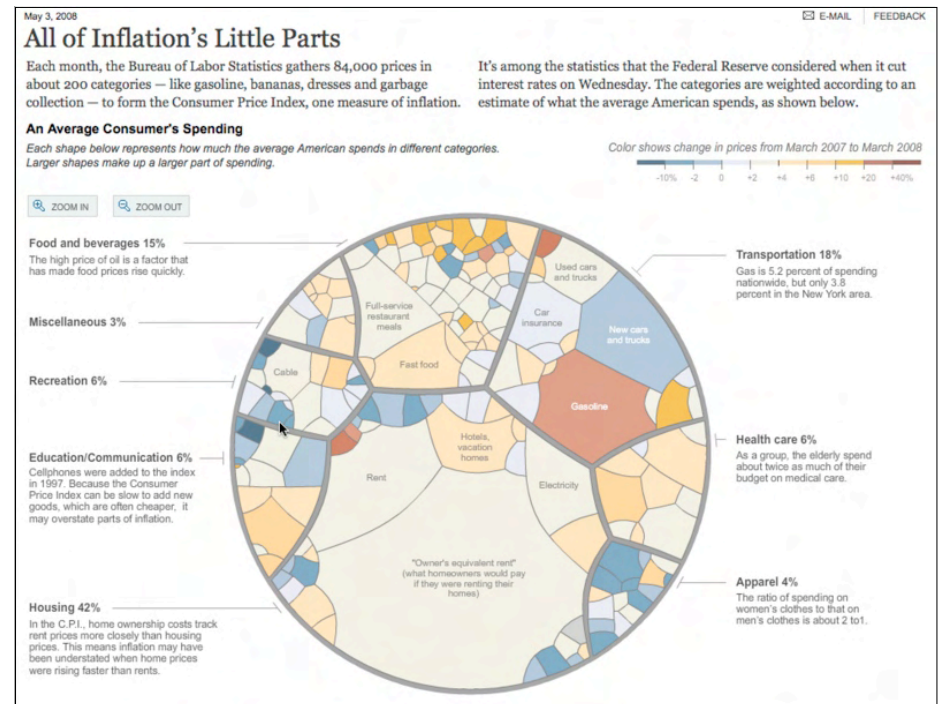 May 3, 2008
E-MAIL
FEEDBACK
All of Inflation's Little Parts
Each month, the Bureau of Labor Statistics gathers 84,000 prices in
about 200 categories — like gasoline, bananas, dresses and garbage
collection — to form the Consumer Price Index, one measure of inflation.
It's among the statistics that the Federal Reserve considered when it cut
interest rates on Wednesday. The categories are weighted according to an
estimate of what the average American spends, as shown below.
An Average Consumer's Spending
Each shape below represents how much the average American spends in different categories.
Larger shapes make up a larger part of spending.
Color shows change in prices from March 2007 to March 2008
-10% -2 0 +2 +4 +8 +10 +20 +40%
ZOOM IN
ZOOM OUT
Food and beverages 15%
The high price of oil is a factor that
has made food prices rise quickly.
Miscellaneous 3%
Recreation 6%
Education/Communication 6%
Cellphones were added to the index
in 1997. Because the Consumer
Price Index can be slow to add new
goods, which are often cheaper, it
may overstate parts of inflation.
Housing 42%
In the C.P.I., home ownership costs track
rent prices more closely than housing
prices. This means inflation may have
been understated when home prices
were rising faster than rents.
Full-service
restaurant
meals
Fast food
Used cars
and trucks
Car
insurance
New cars
and trucks
Gasoline
Cable
Rent
Hotels,
vacation
homes
Electricity
"Owner's equivalent rent"
(what homeowners would pay
if they were renting their
homes)
Transportation 18%
Gas is 5.2 percent of spending
nationwide, but only 3.8
percent in the New York area.
Health care 6%
As a group, the elderly spend
about twice as much of their
budget on medical care.
Apparel 4%
The ratio of spending on
women's clothes to that on
men's clothes is about 2 to1.